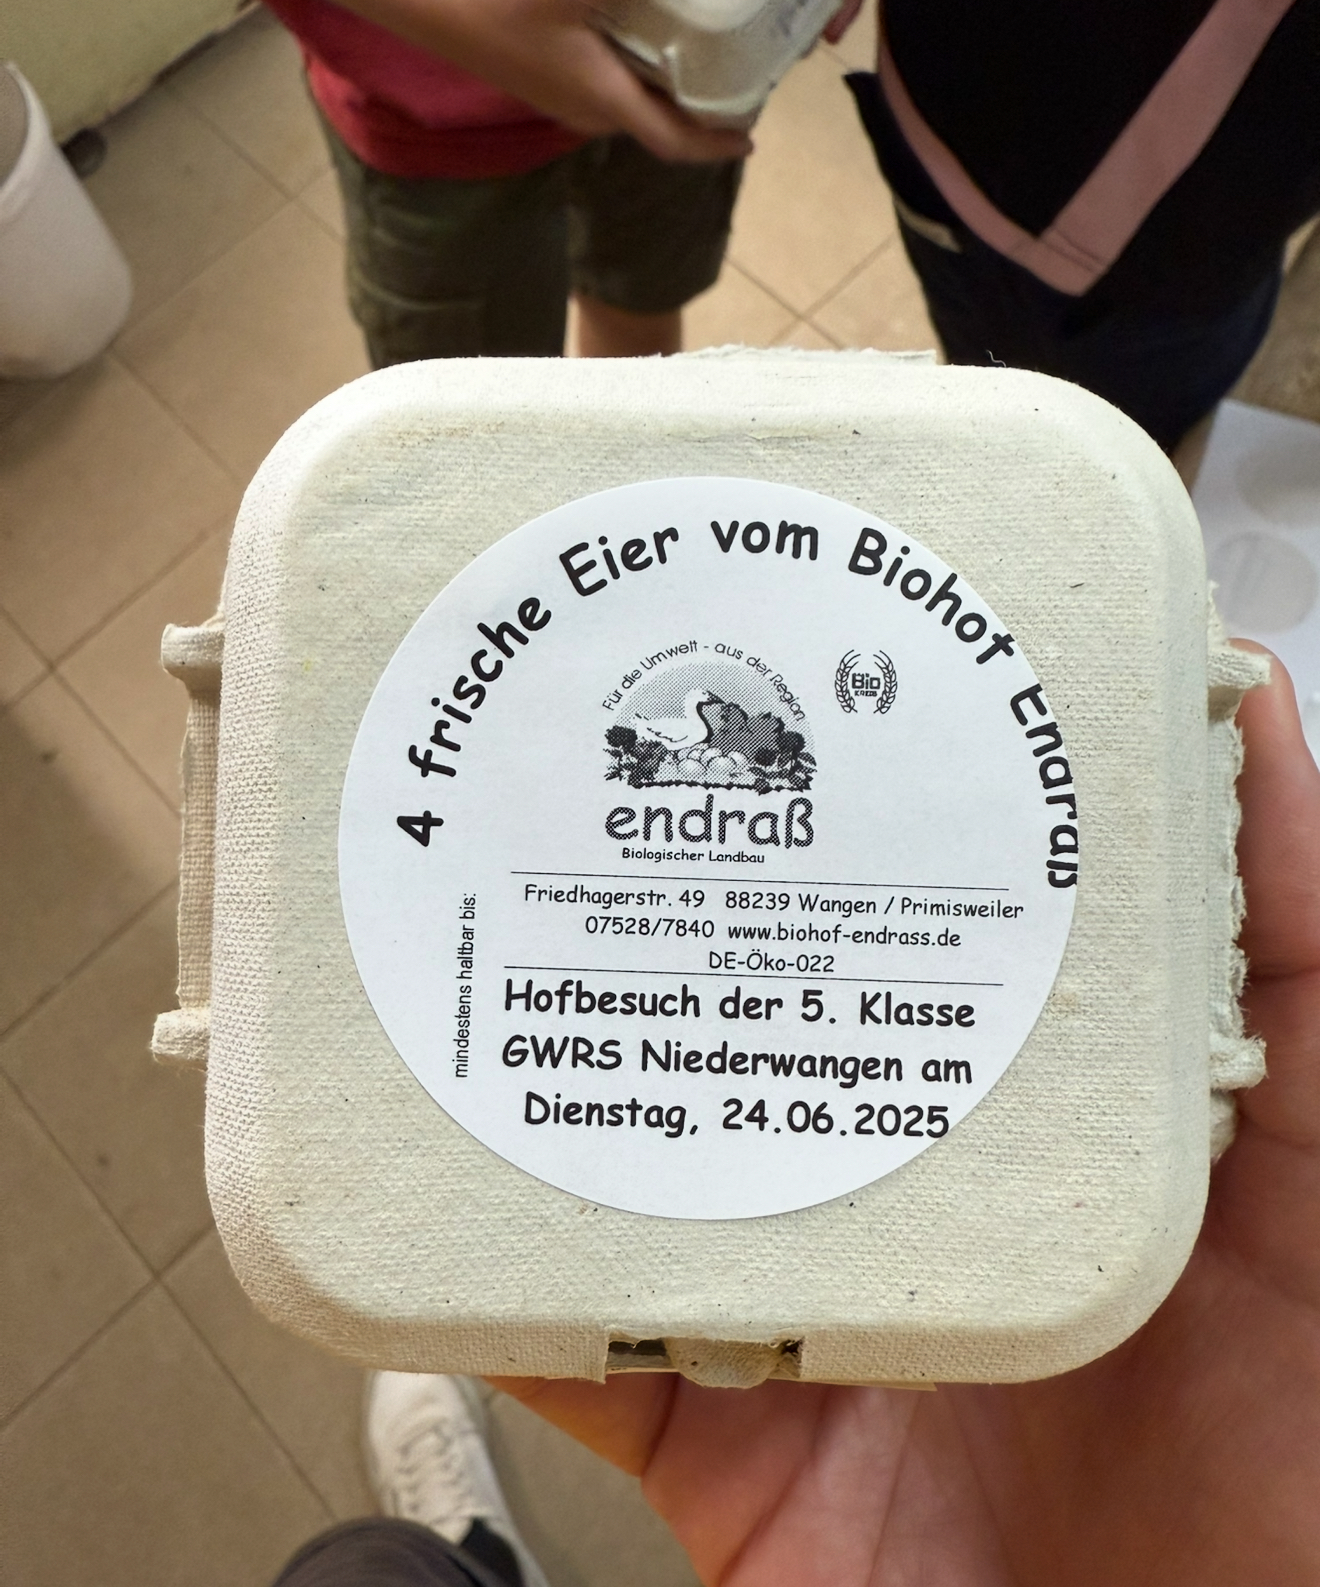 4 frische Eier vom Biohof Endraß
Für die Umwelt - aus der Region
Bio
KREIS
endraß
Biologischer Landbau
Friedhagerstr. 49 88239 Wangen / Primisweiler
07528/7840 www.biohof-endrass.de
DE-Öko-022
mindestens haltbar bis:
Hofbesuch der 5. Klasse
GWRS Niederwangen am
Dienstag, 24.06.2025